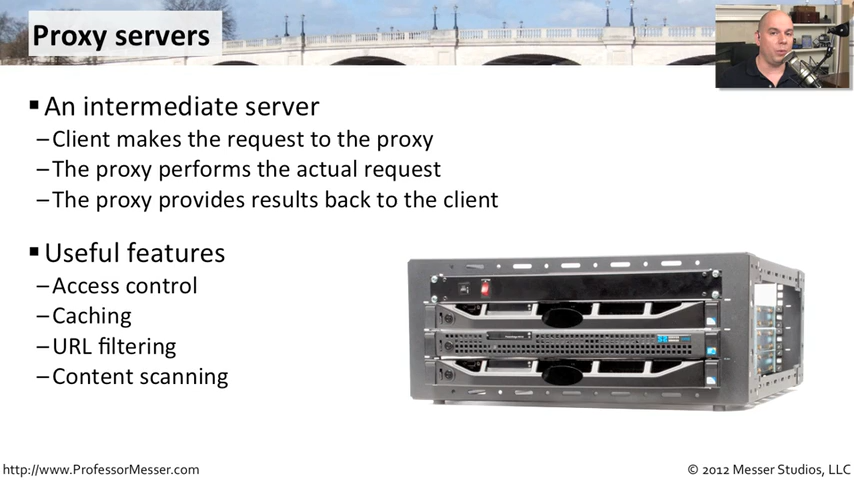 Proxy servers
▪ An intermediate server
– Client makes the request to the proxy
– The proxy performs the actual request
– The proxy provides results back to the client
▪ Useful features
– Access control
– Caching
– URL filtering
– Content scanning
http://www.ProfessorMesser.com
© 2012 Messer Studios, LLC